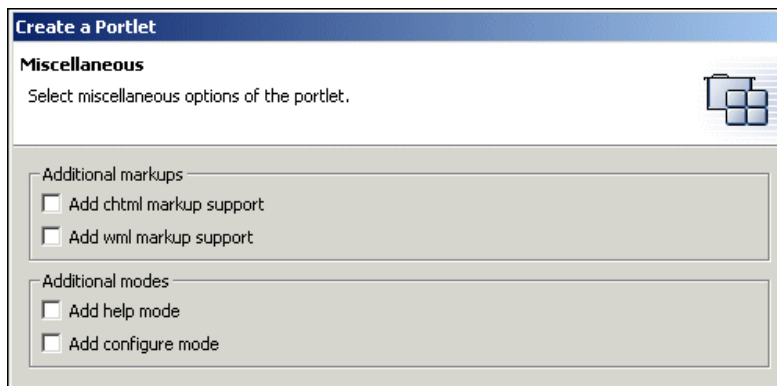 Create a Portlet
Miscellaneous
Select miscellaneous options of the portlet.
Additional markups
Add chtml markup support
Add wml markup support
Additional modes
Add help mode
Add configure mode